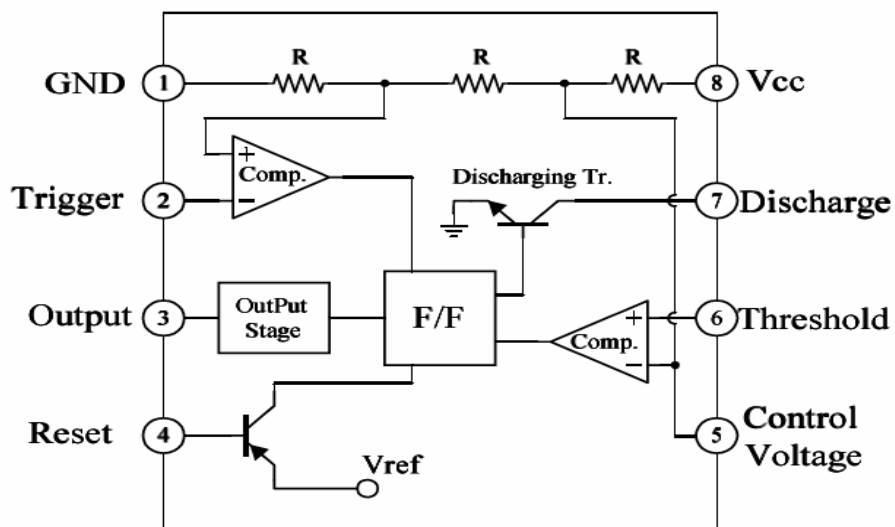 R
R
R
GND
1
8
Vcc
+
Comp.
−
Trigger
2
Discharging Tr.
7
Discharge
Output
3
OutPut
Stage
F/F
+
Comp.
−
6
Threshold
Reset
4
Vref
5
Control
Voltage